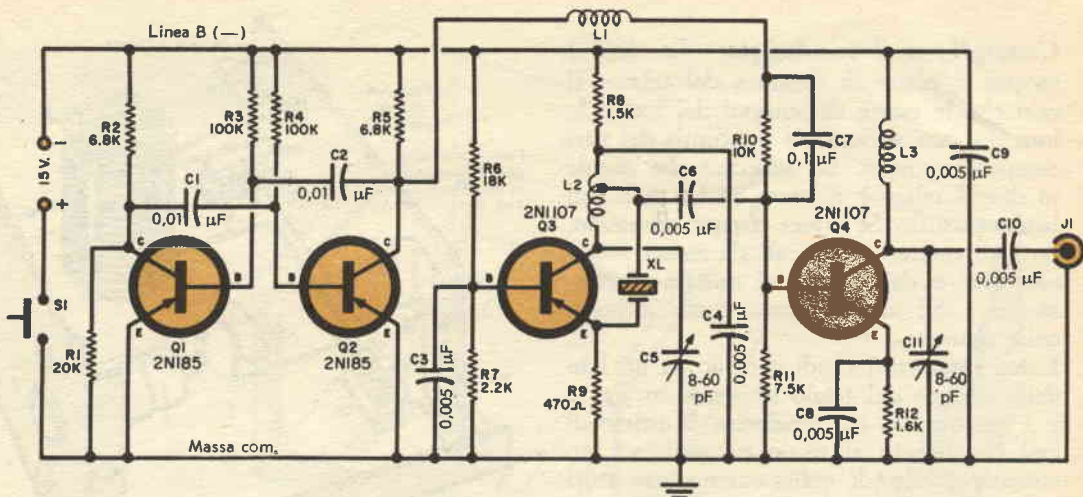 Linea B (—)
L1
R2
6.8K
R3
100K
R4
100K
R5
6.8K
C1
0,01 µF
C2
0,01 µF
15V.
-
+
S1
R1
20K
C
B
E
Q1
2N185
C
B
E
Q2
2N185
R6
18K
R7
2.2K
C3
0,005 µF
R8
1.5K
L2
2N1107
Q3
C
B
E
C6
0,005 µF
XL
R9
470Ω
C5
8-60
pF
C4
0,005 µF
R10
10K
C7
0,1 µF
R11
7.5K
2N1107
Q4
C
B
E
C8
0,005 µF
R12
1.6K
L3
C9
0,005 µF
C11
8-60
pF
C10
0,005 µF
J1
Massa com.